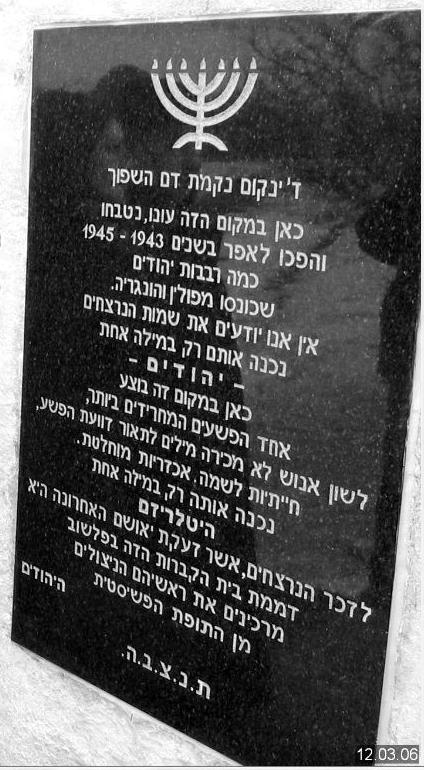 ד' ינקום נקמת דם השפוך
כאן במקום הזה עונו, נטבחו
והפכו לאפר בשנים 1943 - 1945
כמה רבבות יהודים
שכונסו מפולין והונגריה.
אין אנו יודעים את שמות הנרצחים
נכנה אותם רק במילה אחת
- יהודים -
כאן במקום זה בוצע
אחד הפשעים המחרידים ביותר,
לשון אנוש לא מכירה מילים לתאור זוועת הפשע,
חייתיות לשמה. אכזריות מוחלטת.
נכנה אותה רק במילה אחת
היטלריזם
לזכר הנרצחים, אשר זעקת יאושם האחרונה היא
דממת בית הקברות הזה בפלשוב
מרכינים את ראשיהם הניצולים היהודים
מן התופת הפשיסטית
ת.נ.צ.ב.ה.
12.03.06